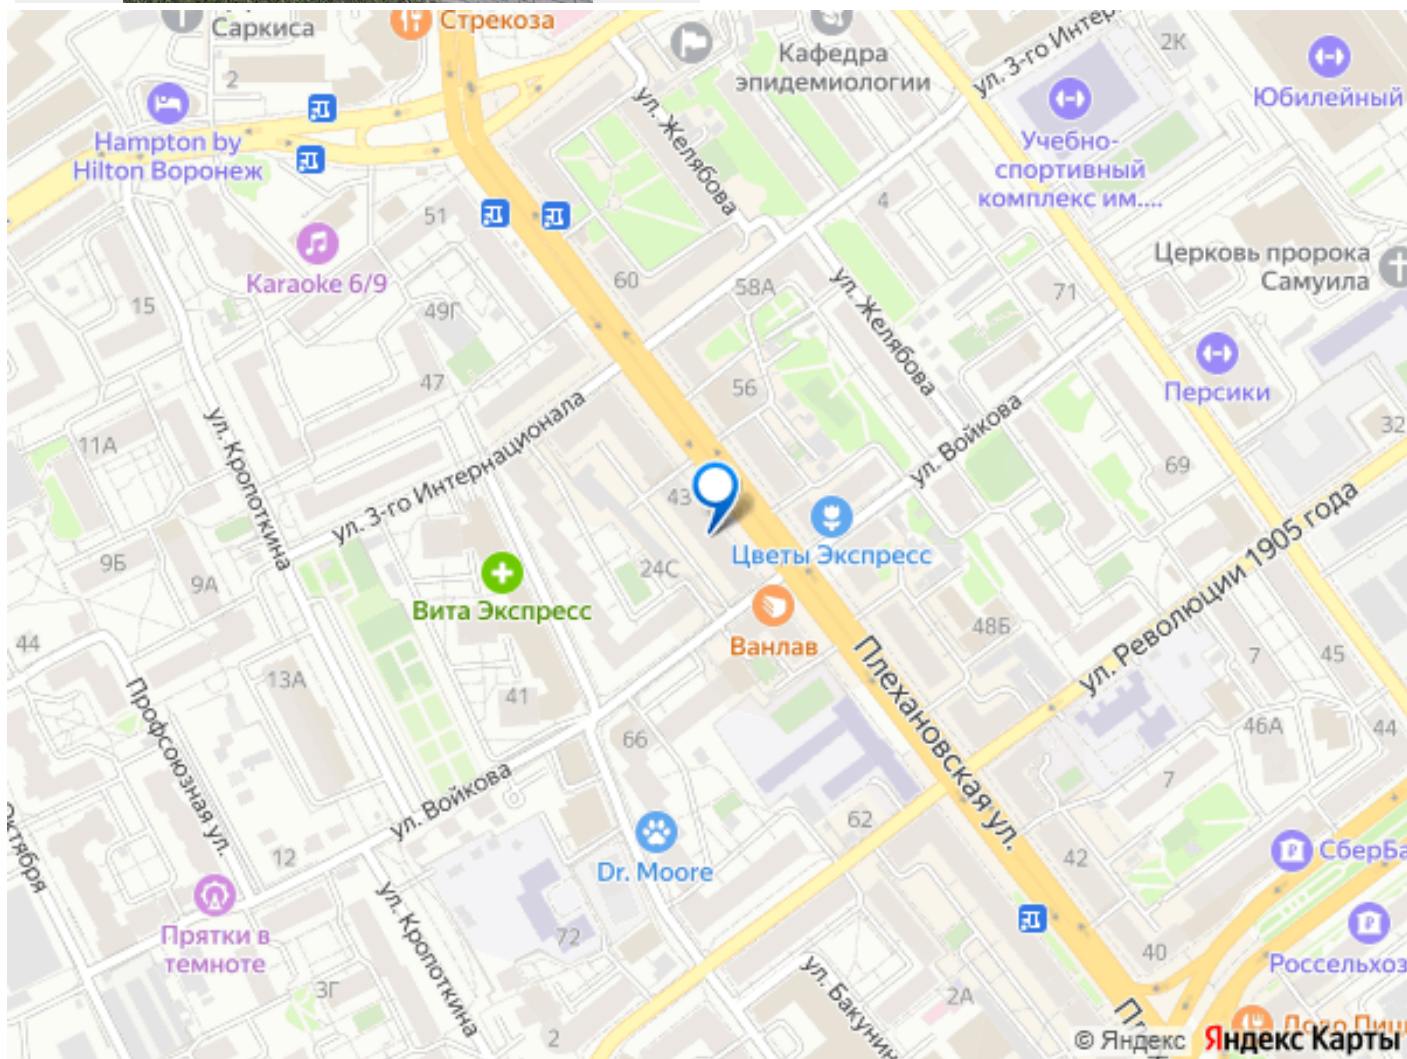 Саркиса
Стрекоза
2
Кафедра
эпидемиологии
ул. 3-го Интер
2К
Юбилейный
Hampton by
Hilton Воронеж
ул. Желябова
Учебно-
спортивный
комплекс им....
4
51
Karaoke 6/9
Церковь пророка
Самуила
15
49Г
60
58А
ул. Желябова
71
47
56
Персики
ул. Кропоткина
ул. 3-го Интернационала
ул. Войкова
11А
32
69
43
Цветы Экспресс
ул. Революции 1905 года
9Б
9А
Вита Экспресс
24С
Ванлав
48Б
44
13А
41
Плехановская ул.
7
45
Профсоюзная ул.
66
46А
44
ул. Войкова
7
Октября
12
Dr. Moore
62
42
СберБа
Прятки в
темноте
ул. Кропоткина
72
40
Россельхоз
3Г
2
ул. Бакунин
2А
Додо Пиц
© Яндекс Яндекс Карты